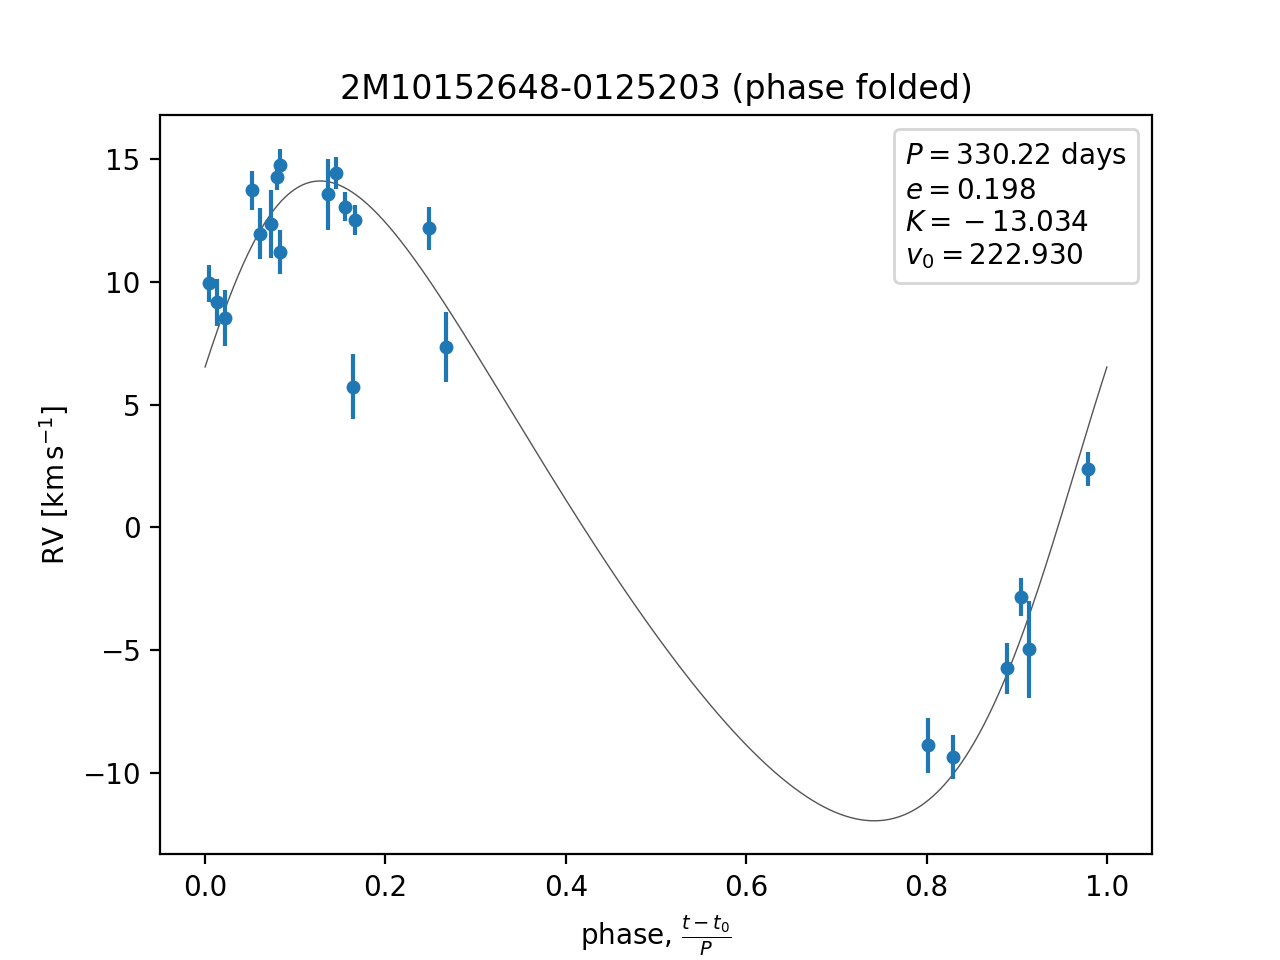 2M10152648-0125203 (phase folded)
P = 330.22 days
e = 0.198
K = −13.034
v₀ = 222.930
15
10
5
0
−5
−10
RV [km s⁻¹]
0.0 0.2 0.4 0.6 0.8 1.0
phase, (t − t₀)/P